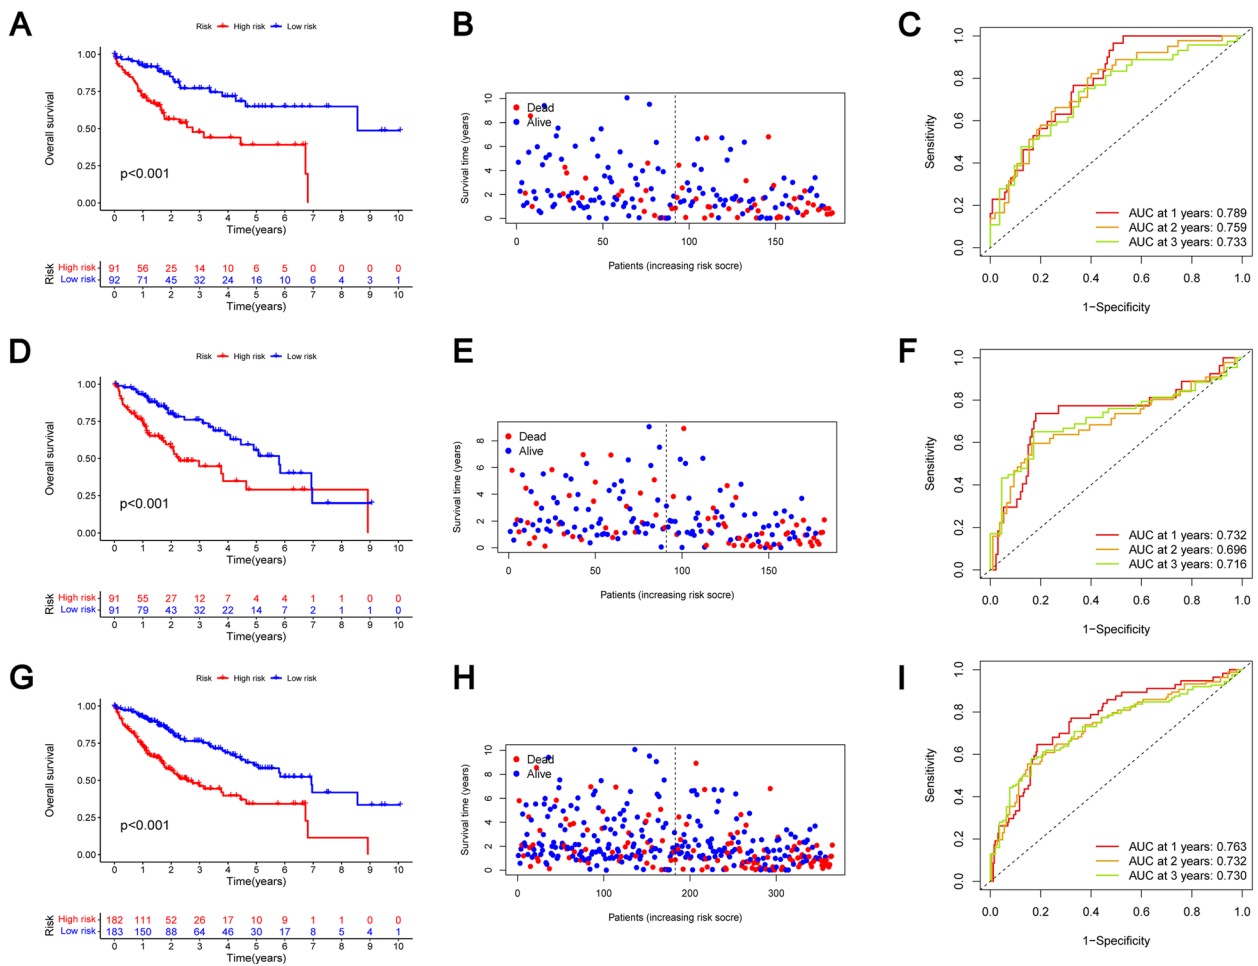 A
Risk High risk Low risk
1.00
0.75
0.50
0.25
0.00
Overall survival
p<0.001
0 1 2 3 4 5 6 7 8 9 10
Time(years)
Risk
High risk 91 56 25 14 10 6 5 0 0 0 0
Low risk 92 71 45 32 24 16 10 6 4 3 1
0 1 2 3 4 5 6 7 8 9 10
Time(years)
B
Dead
Alive
10
8
6
4
2
0
Survival time (years)
0 50 100 150
Patients (increasing risk socre)
C
1.0
0.8
0.6
0.4
0.2
0.0
Sensitivity
AUC at 1 years: 0.789
AUC at 2 years: 0.759
AUC at 3 years: 0.733
0.0 0.2 0.4 0.6 0.8 1.0
1−Specificity
D
Risk High risk Low risk
1.00
0.75
0.50
0.25
0.00
Overall survival
p<0.001
0 1 2 3 4 5 6 7 8 9 10
Time(years)
Risk
High risk 91 55 27 12 7 4 4 1 1 0 0
Low risk 91 79 43 32 22 14 7 2 1 1 0
0 1 2 3 4 5 6 7 8 9 10
Time(years)
E
Dead
Alive
8
6
4
2
0
Survival time (years)
0 50 100 150
Patients (increasing risk socre)
F
1.0
0.8
0.6
0.4
0.2
0.0
Sensitivity
AUC at 1 years: 0.732
AUC at 2 years: 0.696
AUC at 3 years: 0.716
0.0 0.2 0.4 0.6 0.8 1.0
1−Specificity
G
Risk High risk Low risk
1.00
0.75
0.50
0.25
0.00
Overall survival
p<0.001
0 1 2 3 4 5 6 7 8 9 10
Time(years)
Risk
High risk 182 111 52 26 17 10 9 1 1 0 0
Low risk 183 150 88 64 46 30 17 8 5 4 1
0 1 2 3 4 5 6 7 8 9 10
Time(years)
H
Dead
Alive
10
8
6
4
2
0
Survival time (years)
0 100 200 300
Patients (increasing risk socre)
I
1.0
0.8
0.6
0.4
0.2
0.0
Sensitivity
AUC at 1 years: 0.763
AUC at 2 years: 0.732
AUC at 3 years: 0.730
0.0 0.2 0.4 0.6 0.8 1.0
1−Specificity